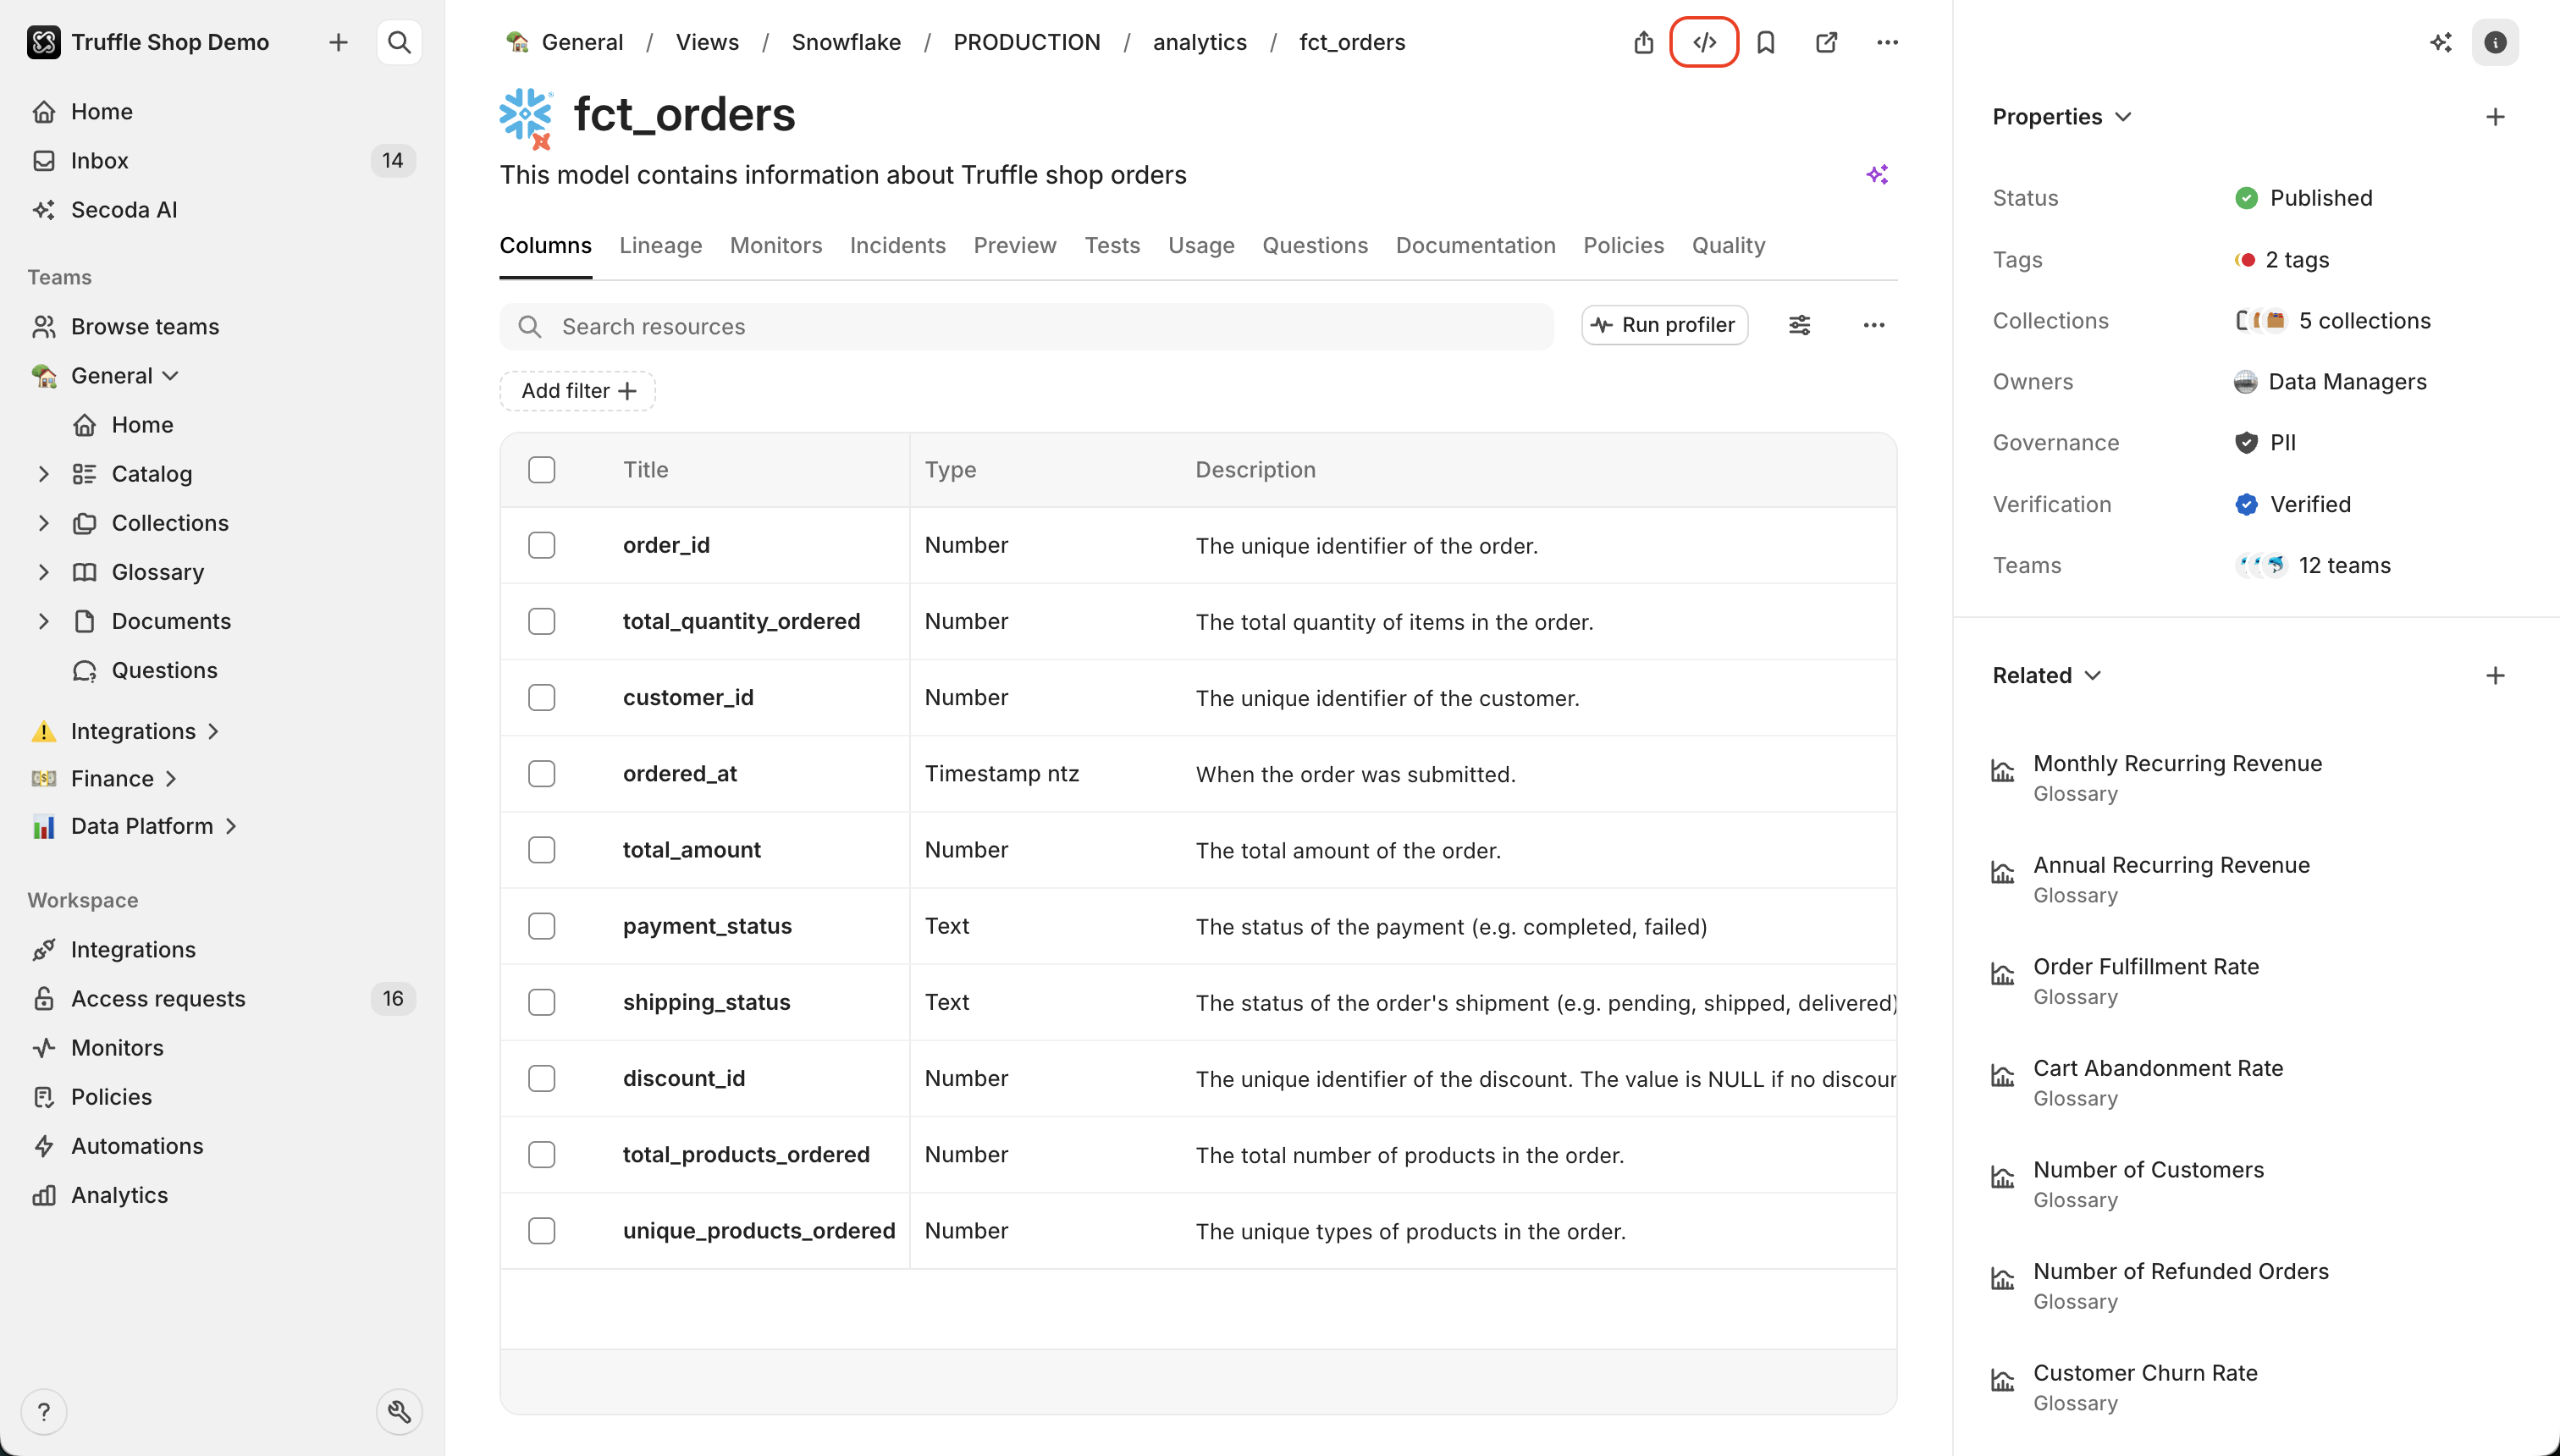 Truffle Shop Demo
Home
Inbox 14
Secoda AI
Teams
Browse teams
General
Home
Catalog
Collections
Glossary
Documents
Questions
Integrations
Finance
Data Platform
Workspace
Integrations
Access requests 16
Monitors
Policies
Automations
Analytics
?
General / Views / Snowflake / PRODUCTION / analytics / fct_orders
fct_orders
This model contains information about Truffle shop orders
Columns Lineage Monitors Incidents Preview Tests Usage Questions Documentation Policies Quality
Search resources
Run profiler
Add filter
Title Type Description
order_id Number The unique identifier of the order.
total_quantity_ordered Number The total quantity of items in the order.
customer_id Number The unique identifier of the customer.
ordered_at Timestamp ntz When the order was submitted.
total_amount Number The total amount of the order.
payment_status Text The status of the payment (e.g. completed, failed)
shipping_status Text The status of the order's shipment (e.g. pending, shipped, delivered)
discount_id Number The unique identifier of the discount. The value is NULL if no
total_products_ordered Number The total number of products in the order.
unique_products_ordered Number The unique types of products in the order.
Properties
Status Published
Tags 2 tags
Collections 5 collections
Owners Data Managers
Governance PII
Verification Verified
Teams 12 teams
Related
Monthly Recurring Revenue
Glossary
Annual Recurring Revenue
Glossary
Order Fulfillment Rate
Glossary
Cart Abandonment Rate
Glossary
Number of Customers
Glossary
Number of Refunded Orders
Glossary
Customer Churn Rate
Glossary